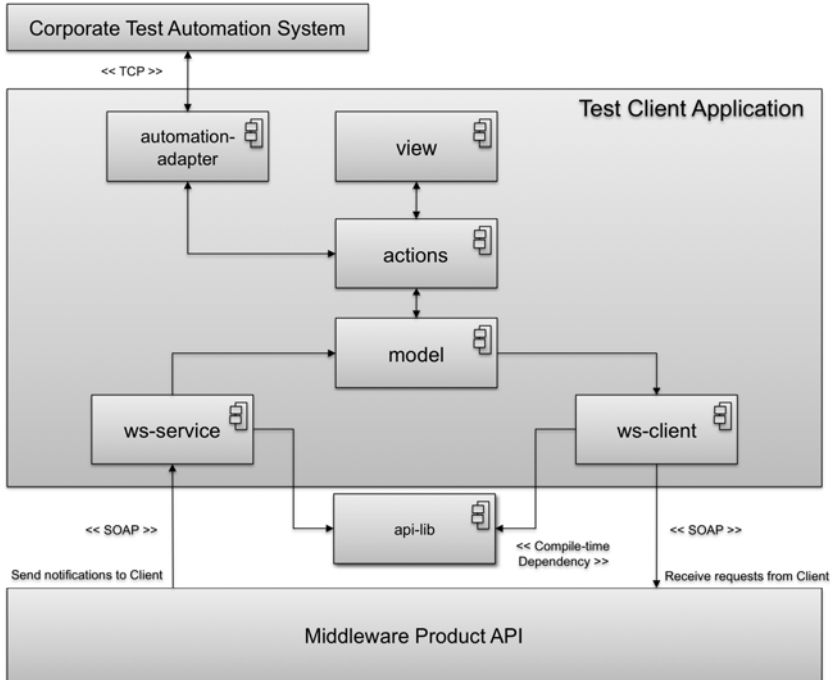 Corporate Test Automation System
<< TCP >>
Test Client Application
automation-
adapter
view
actions
model
ws-service
ws-client
<< SOAP >>
api-lib
<< SOAP >>
<< Compile-time
Dependency >>
Send notifications to Client
Receive requests from Client
Middleware Product API